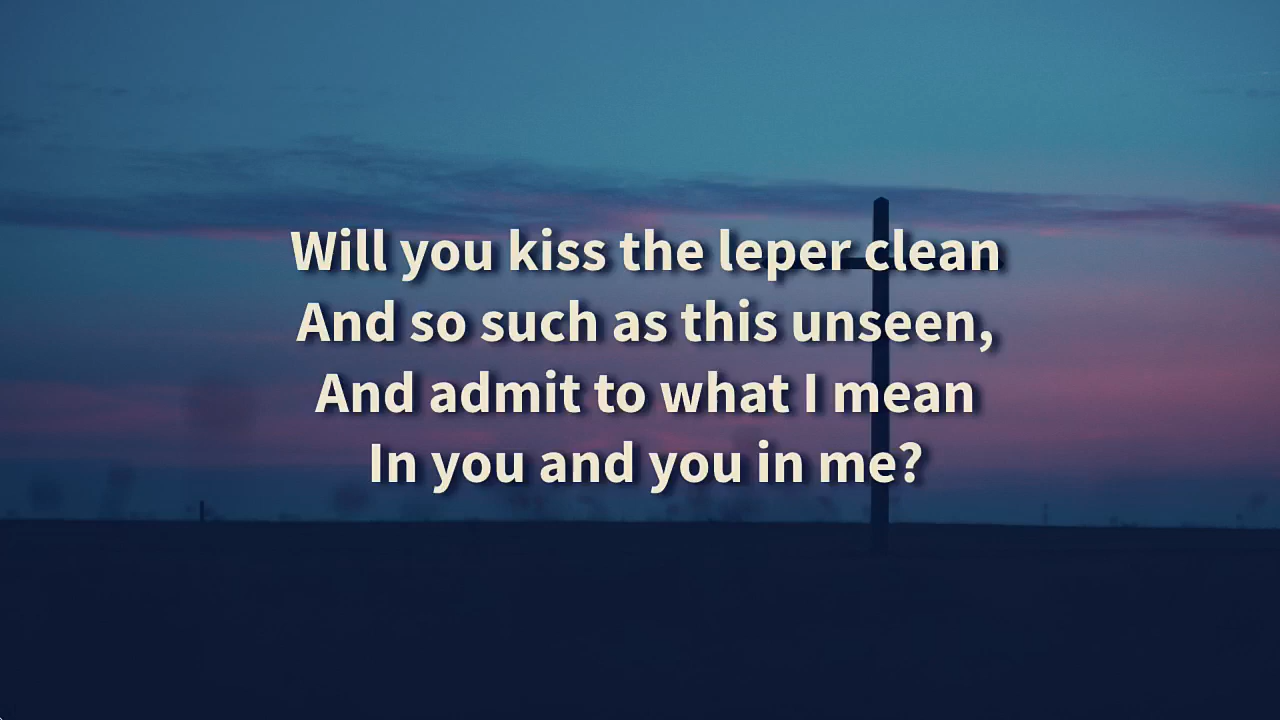 Will you kiss the leper clean
And so such as this unseen,
And admit to what I mean
In you and you in me?